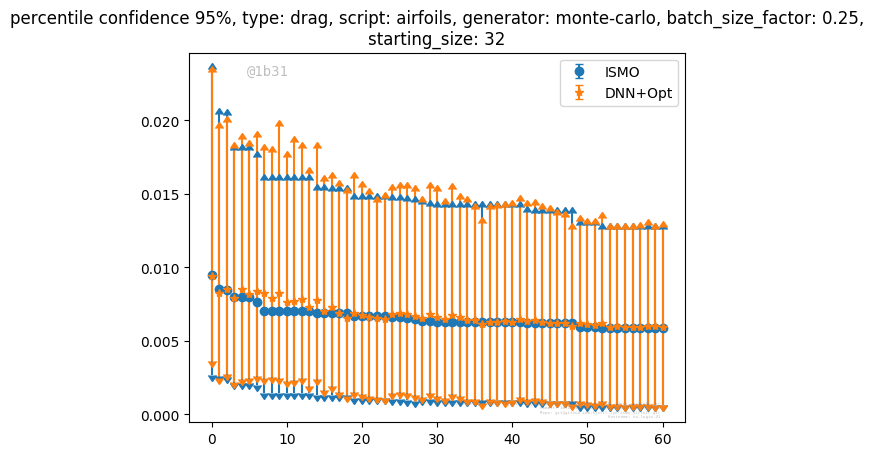 percentile confidence 95%, type: drag, script: airfoils, generator: monte-carlo, batch_size_factor: 0.25,
starting_size: 32
@1b31
ISMO
DNN+Opt
0.020
0.015
0.010
0.005
0.000
0 10 20 30 40 50 60